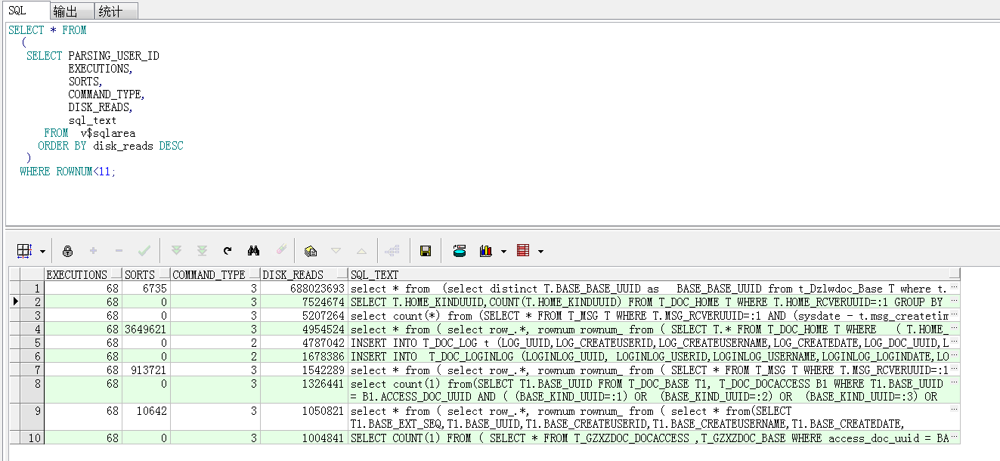 SQL 输出 统计
SELECT * FROM
(
SELECT PARSING_USER_ID
EXECUTIONS,
SORTS,
COMMAND_TYPE,
DISK_READS,
sql_text
FROM v$sqlarea
ORDER BY disk_reads DESC
)
WHERE ROWNUM<11;
EXECUTIONS SORTS COMMAND_TYPE DISK_READS SQL_TEXT
1 68 6735 3 688023693 select * from (select distinct T.BASE_BASE_UUID as BASE_BASE_UUID from t_Dzlwdoc_Base T where t. ...
2 68 0 3 7524674 SELECT T.HOME_KINDUUID,COUNT(T.HOME_KINDUUID) FROM T_DOC_HOME T WHERE T.HOME_RCVERUUID=:1 GROUP BY ...
3 68 0 3 5207264 select count(*) from (SELECT * FROM T_MSG T WHERE T.MSG_RCVERUUID=:1 AND (sysdate - t.msg_createtim ...
4 68 3649621 3 4954524 select * from ( select row_.*, rownum rownum_ from ( SELECT T.* FROM T_DOC_HOME T WHERE ( T.HOME_ ...
5 68 0 2 4787042 INSERT INTO T_DOC_LOG t (LOG_UUID,LOG_CREATEUSERID,LOG_CREATEUSERNAME,LOG_CREATEDATE,LOG_DOC_UUID,L ...
6 68 0 2 1678386 INSERT INTO T_DOC_LOGINLOG (LOGINLOG_UUID, LOGINLOG_USERID,LOGINLOG_USERNAME,LOGINLOG_LOGINDATE,LO ...
7 68 913721 3 1542289 select * from ( select row_.*, rownum rownum_ from ( SELECT * FROM T_MSG T WHERE T.MSG_RCVERUUID=:1 ...
8 68 0 3 1326441 select count(1) from(SELECT T1.BASE_UUID FROM T_DOC_BASE T1, T_DOC_DOCACCESS B1 WHERE T1.BASE_UUID ...
= B1.ACCESS_DOC_UUID AND ( (BASE_KIND_UUID=:1) OR (BASE_KIND_UUID=:2) OR (BASE_KIND_UUID=:3) OR
9 68 10642 3 1050821 select * from ( select row_.*, rownum rownum_ from ( select * from(SELECT ...
T1.BASE_EXT_SEQ,T1.BASE_UUID,T1.BASE_CREATEUSERID,T1.BASE_CREATEUSERNAME,T1.BASE_CREATEDATE,
10 68 0 3 1004841 SELECT COUNT(1) FROM ( SELECT * FROM T_GZXZDOC_DOCACCESS ,T_GZXZDOC_BASE WHERE access_doc_uuid = BA ...